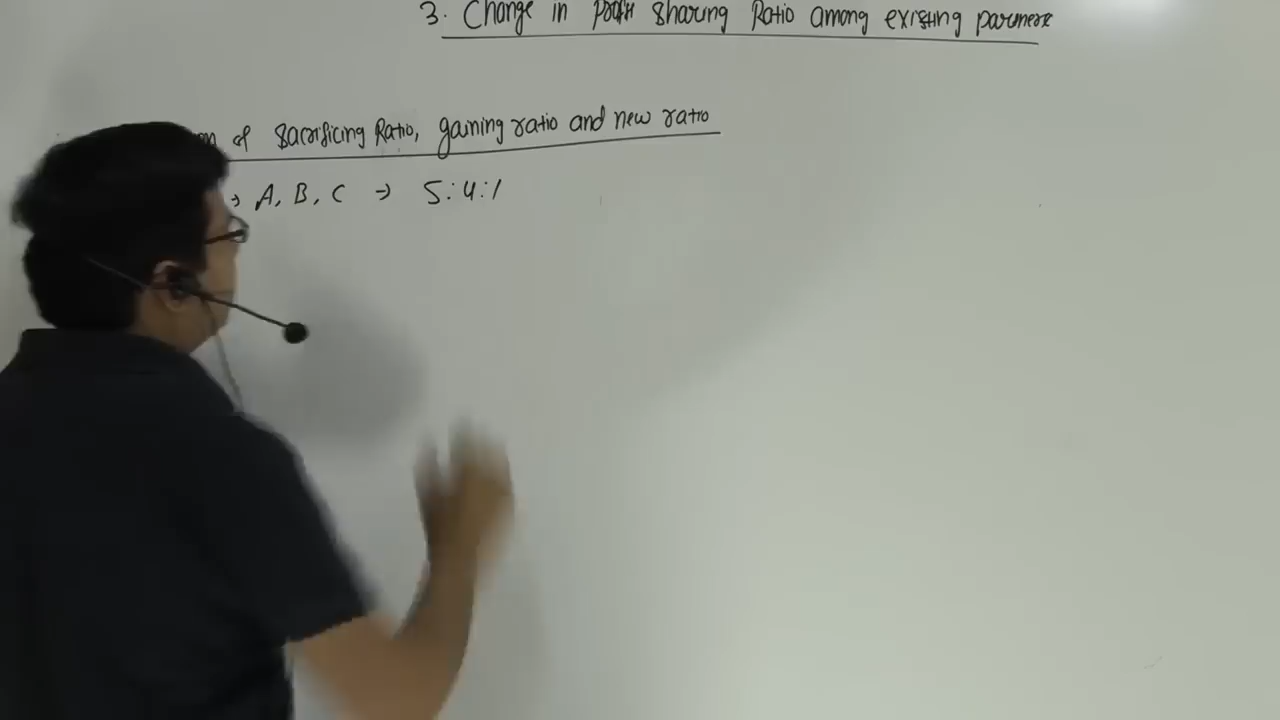 3. Change in Profit Sharing Ratio among existing partners
of Sacrificing Ratio, gaining ratio and new ratio
→ A, B, C → 5:4:1